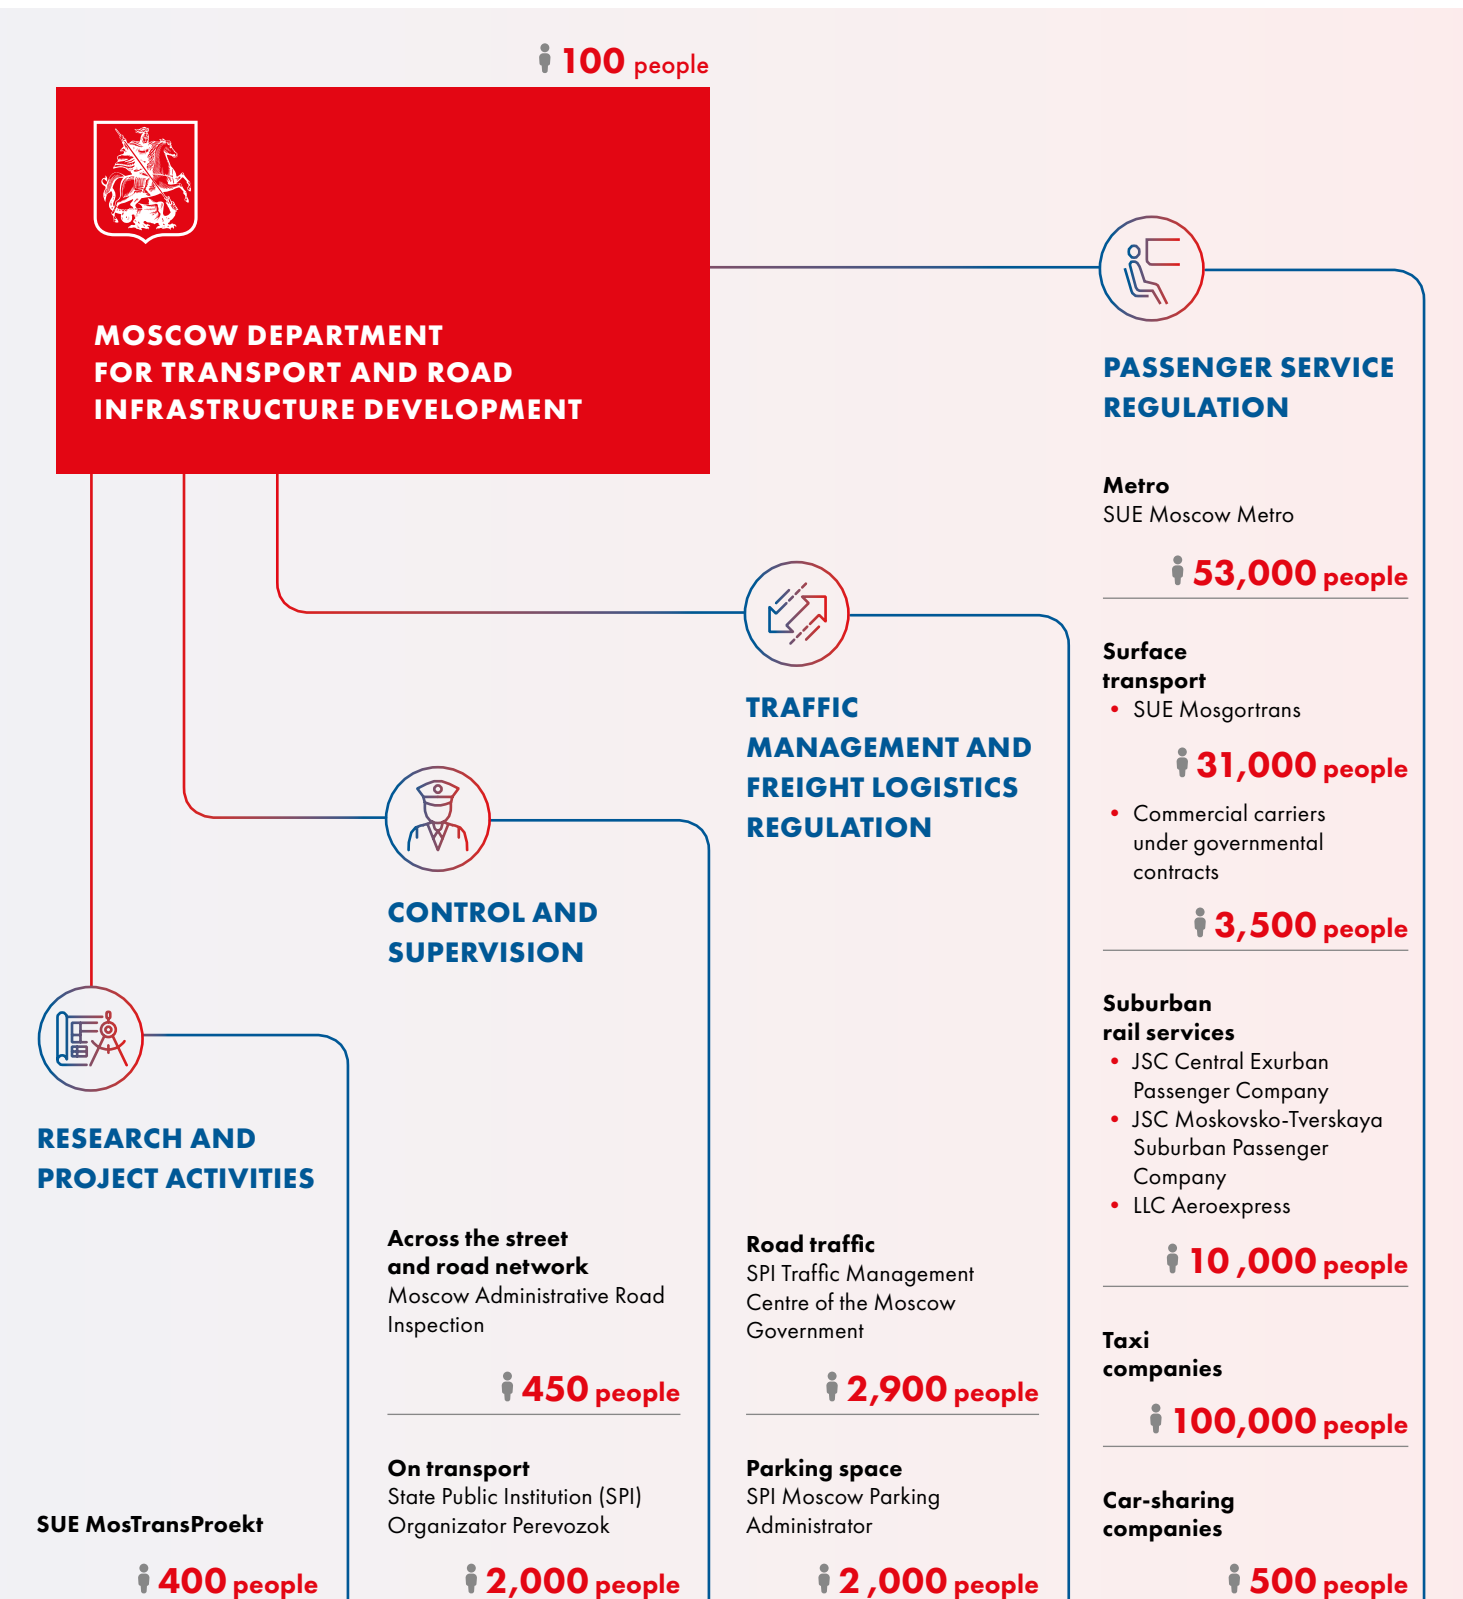 100 people
MOSCOW DEPARTMENT
FOR TRANSPORT AND ROAD
INFRASTRUCTURE DEVELOPMENT
PASSENGER SERVICE
REGULATION
Metro
SUE Moscow Metro
53,000 people
Surface
transport
• SUE Mosgortrans
31,000 people
• Commercial carriers
under governmental
contracts
3,500 people
Suburban
rail services
• JSC Central Exurban
Passenger Company
• JSC Moskovsko-Tverskaya
Suburban Passenger
Company
• LLC Aeroexpress
10 ,000 people
Taxi
companies
100,000 people
Car-sharing
companies
500 people
TRAFFIC
MANAGEMENT AND
FREIGHT LOGISTICS
REGULATION
Road traffic
SPI Traffic Management
Centre of the Moscow
Government
2,900 people
Parking space
SPI Moscow Parking
Administrator
2 ,000 people
CONTROL AND
SUPERVISION
Across the street
and road network
Moscow Administrative Road
Inspection
450 people
On transport
State Public Institution (SPI)
Organizator Perevozok
2,000 people
RESEARCH AND
PROJECT ACTIVITIES
SUE MosTransProekt
400 people